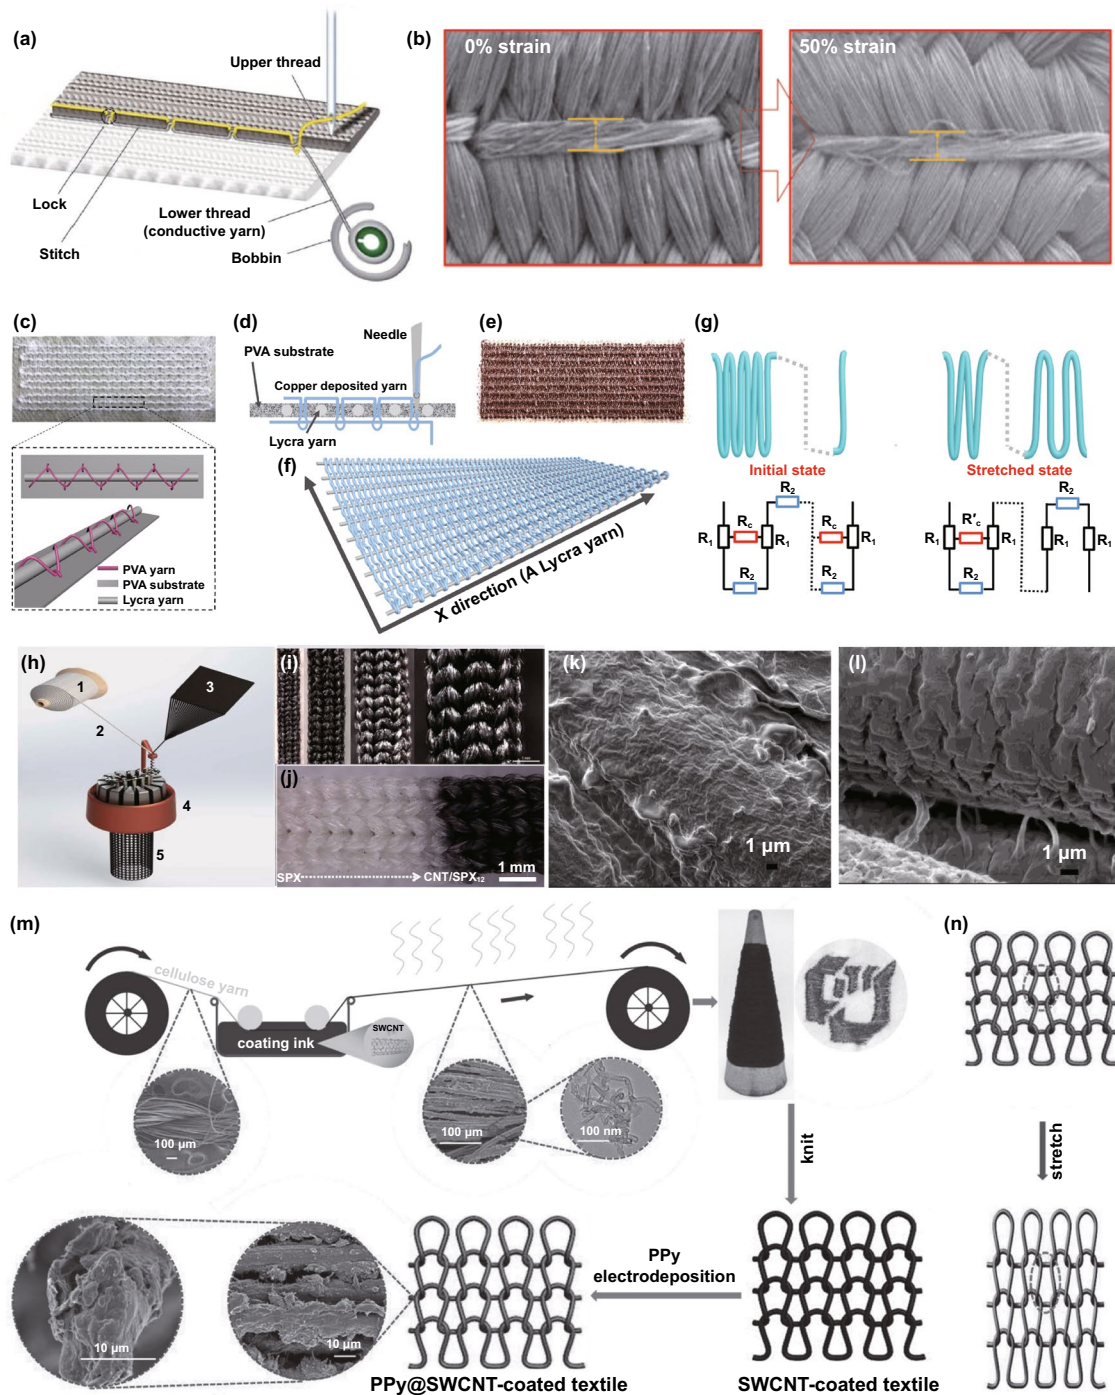 (a)
Upper thread
Lock
Stitch
Lower thread
(conductive yarn)
Bobbin
(b)
0% strain
50% strain
(c)
PVA yarn
PVA substrate
Lycra yarn
(d)
Needle
PVA substrate
Copper deposited yarn
Lycra yarn
(e)
(f)
X direction (A Lycra yarn)
(g)
Initial state
Stretched state
R2
Rc
Rc
R1
R1
R1
R2
R2
R2
R'c
R1
R1
R1
R1
R2
(h)
1
2
3
4
5
(i)
(j)
SPX
CNT/SPX12
1 mm
(k)
1 µm
(l)
1 µm
(m)
cellulose yarn
coating ink
SWCNT
100 µm
100 µm
100 nm
knit
10 µm
10 µm
PPy
electrodeposition
PPy@SWCNT-coated textile
SWCNT-coated textile
(n)
stretch